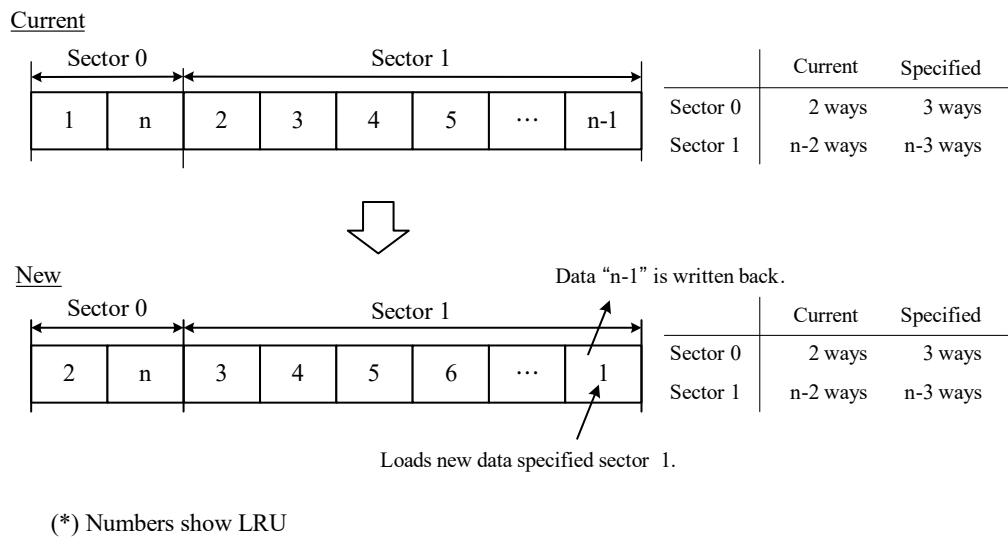 Current
Sector 0 Sector 1
Current Specified
1 n 2 3 4 5 ⋯ n-1
Sector 0 2 ways 3 ways
Sector 1 n-2 ways n-3 ways
New
Data “n-1” is written back.
Sector 0 Sector 1
Current Specified
2 n 3 4 5 6 ⋯ 1
Sector 0 2 ways 3 ways
Sector 1 n-2 ways n-3 ways
Loads new data specified sector 1.
(*) Numbers show LRU